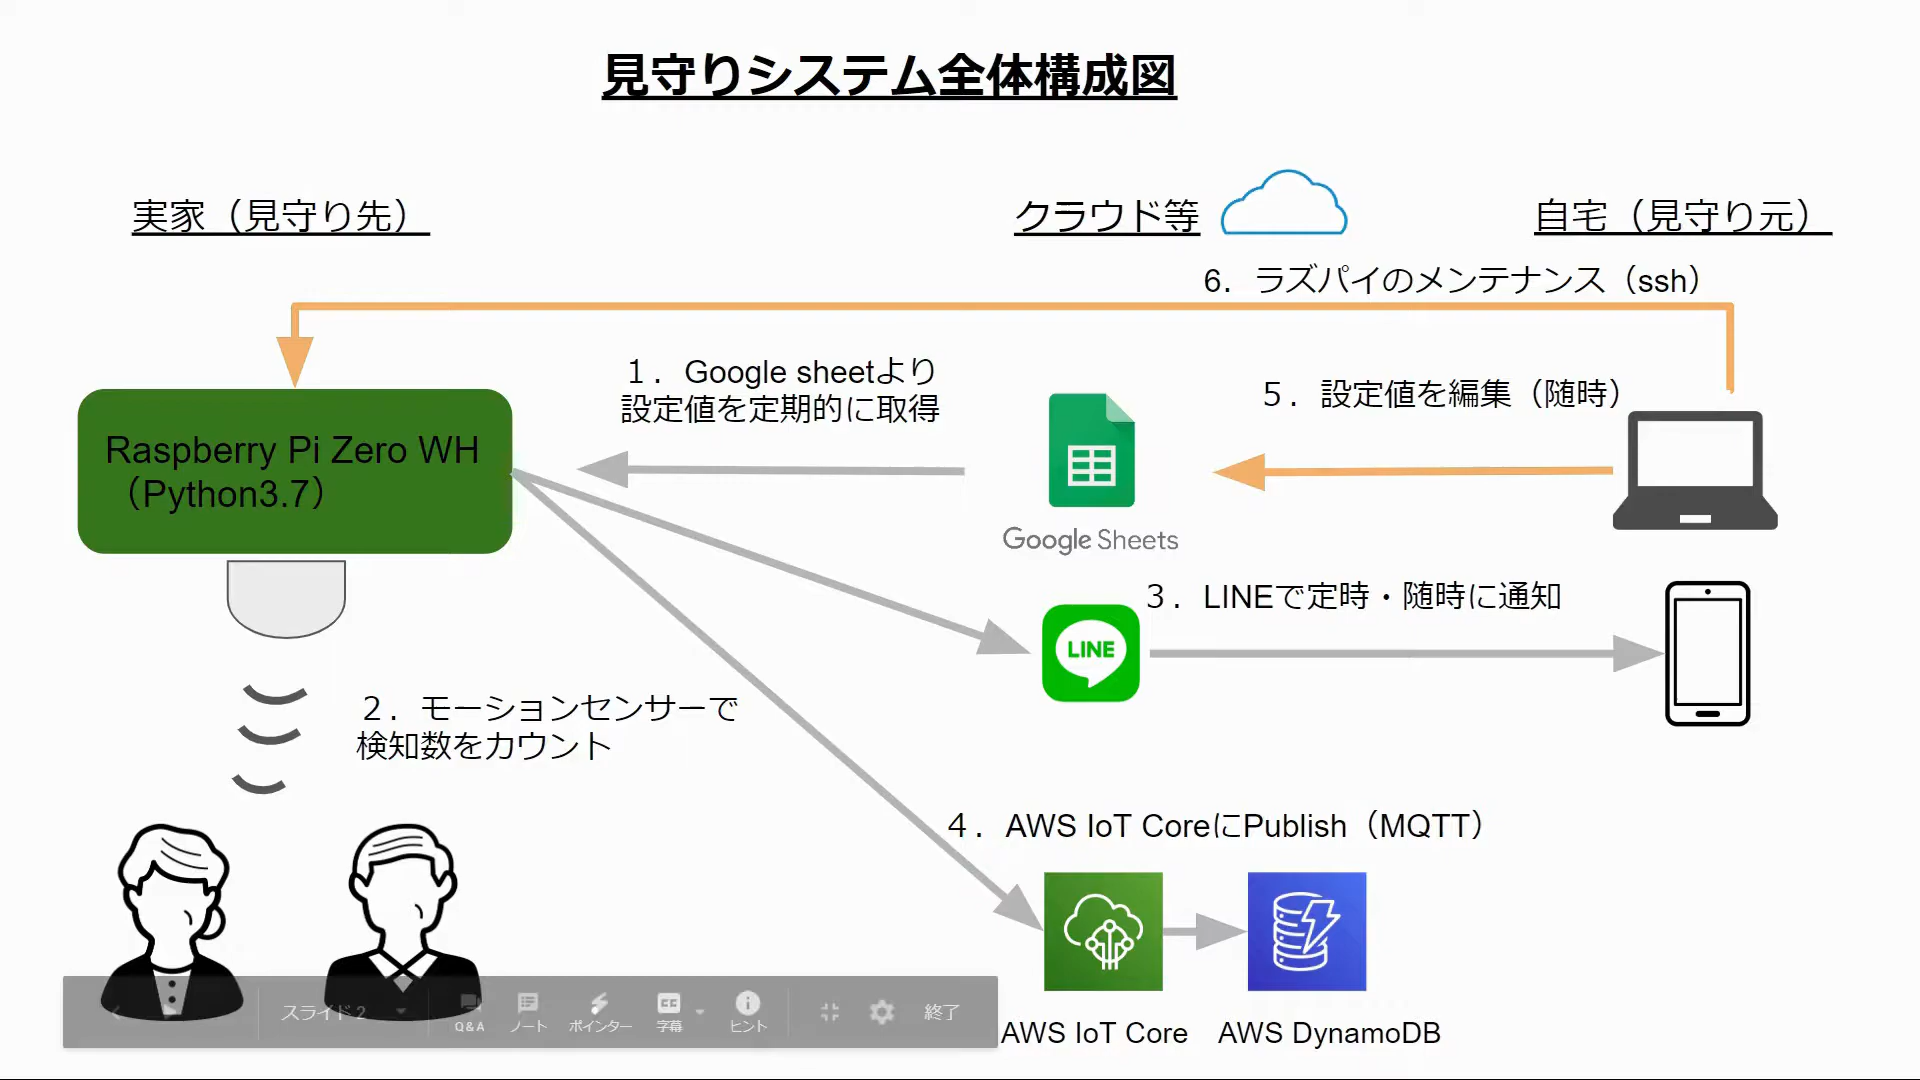 見守りシステム全体構成図
実家（見守り先）
クラウド等
自宅（見守り元）
6．ラズパイのメンテナンス（ssh）
１．Google sheetより
設定値を定期的に取得
５．設定値を編集（随時）
Raspberry Pi Zero WH
（Python3.7）
Google Sheets
３．LINEで定時・随時に通知
LINE
２．モーションセンサーで
検知数をカウント
４．AWS IoT CoreにPublish（MQTT）
スライド 2
Q&A
ノート
ポインター
CC
字幕
ヒント
終了
AWS IoT Core
AWS DynamoDB